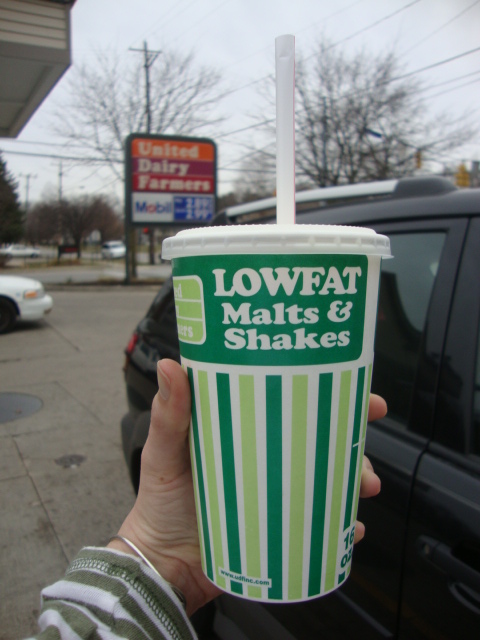 United
Dairy
Farmers
Mobil
LOWFAT
Malts &
Shakes
www.udfinc.com